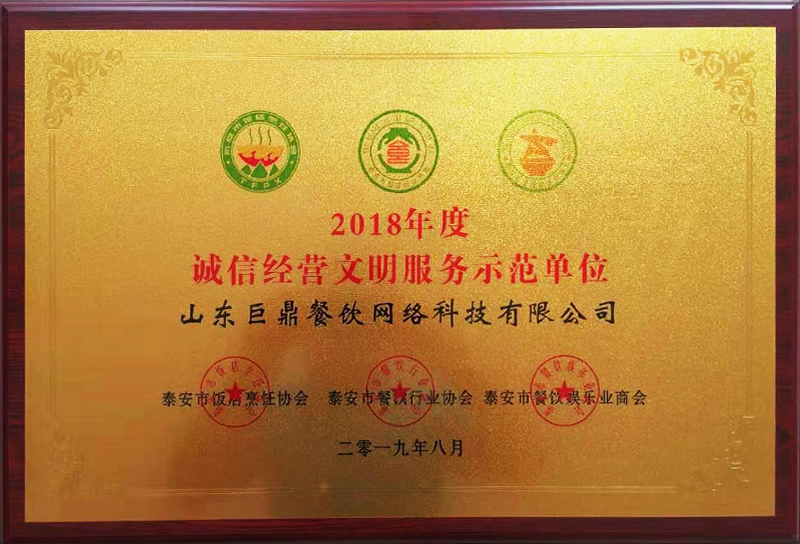 TFPX
2018年度
诚信经营文明服务示范单位
山东巨鼎餐饮网络科技有限公司
泰安市饭店烹饪协会 泰安市餐饮行业协会 泰安市餐饮娱乐业商会
二零一九年八月